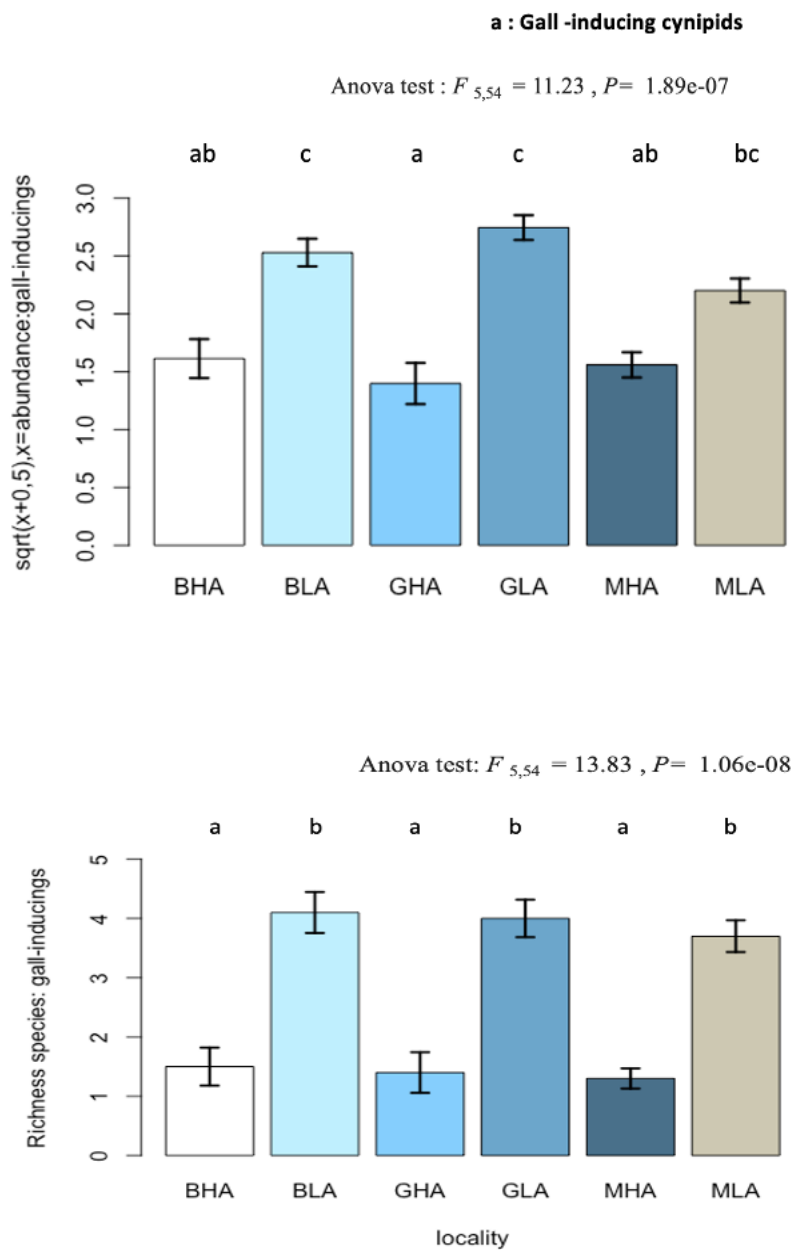 a : Gall -inducing cynipids
Anova test : F 5,54 = 11.23 , P= 1.89e-07
ab c a c ab bc
sqrt(x+0,5),x=abundance:gall-inducings
3.0
2.5
2.0
1.5
1.0
0.5
0.0
BHA BLA GHA GLA MHA MLA
Anova test: F 5,54 = 13.83 , P= 1.06e-08
a b a b a b
Richness species: gall-inducings
5
4
3
2
1
0
BHA BLA GHA GLA MHA MLA
locality